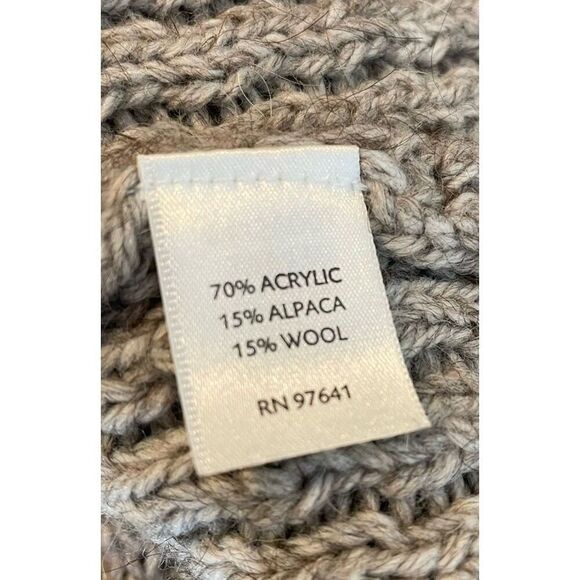 70% ACRYLIC
15% ALPACA
15% WOOL
RN 97641